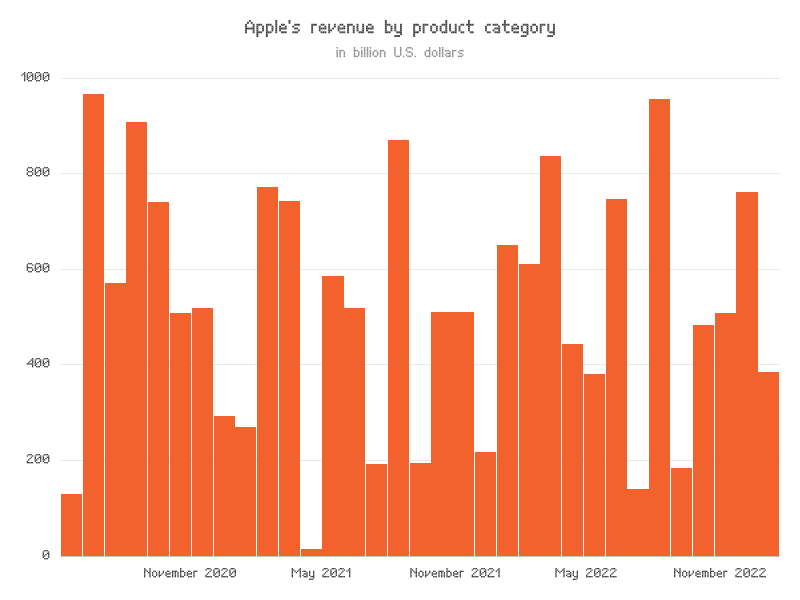 Apple's revenue by product category
in billion U.S. dollars
1000
800
600
400
200
0
November 2020 May 2021 November 2021 May 2022 November 2022